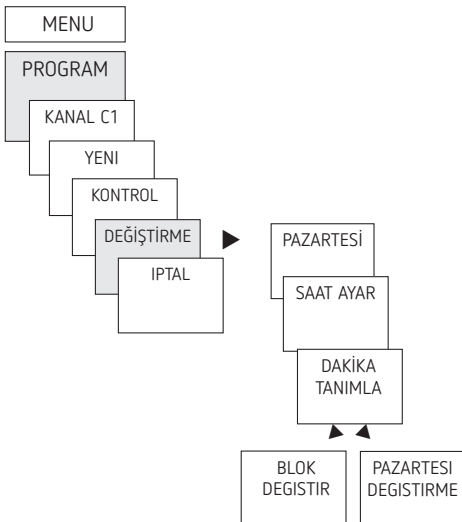 MENU
PROGRAM
KANAL C1
YENI
KONTROL
DEĞİŞTİRME
IPTAL
PAZARTESİ
SAAT AYAR
DAKİKA
TANIMLA
BLOK
DEGISTIR
PAZARTESI
DEGISTIRME